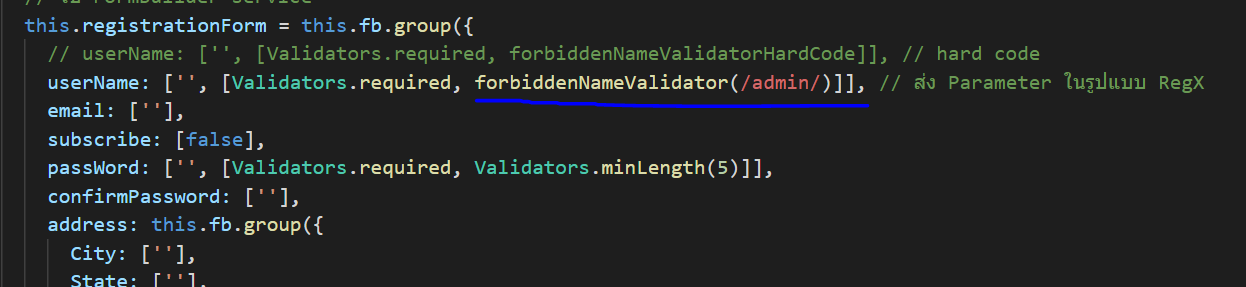 // ใช้ FormBuilder Service
this.registrationForm = this.fb.group({
// userName: ['', [Validators.required, forbiddenNameValidatorHardCode]], // hard code
userName: ['', [Validators.required, forbiddenNameValidator(/admin/)]], // ส่ง Parameter ในรูปแบบ RegX
email: [''],
subscribe: [false],
passWord: ['', [Validators.required, Validators.minLength(5)]],
confirmPassword: [''],
address: this.fb.group({
City: [''],
State: [''],